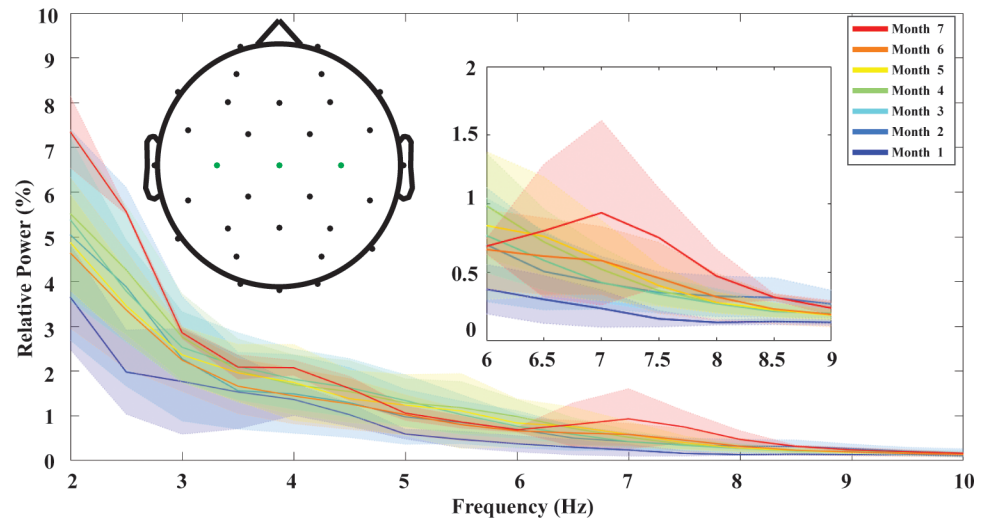 10
9
8
7
6
5
4
3
2
1
0
Relative Power (%)
2 3 4 5 6 7 8 9 10
Frequency (Hz)
2
1.5
1
0.5
0
6 6.5 7 7.5 8 8.5 9
Month 7
Month 6
Month 5
Month 4
Month 3
Month 2
Month 1